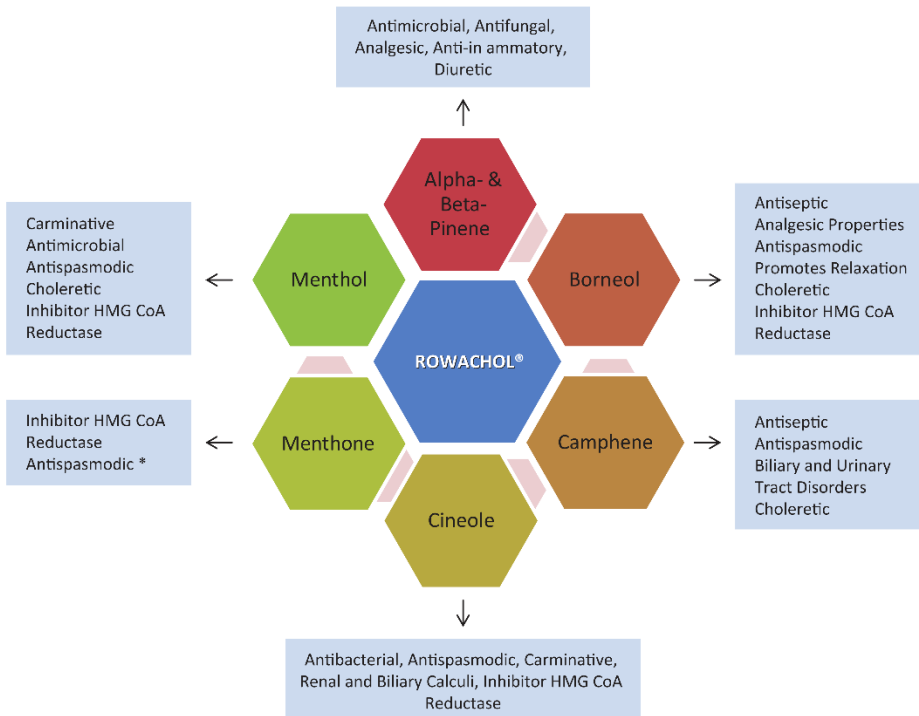 Antimicrobial, Antifungal,
Analgesic, Anti-in ammatory,
Diuretic
Alpha- &
Beta-
Pinene
Carminative
Antimicrobial
Antispasmodic
Choleretic
Inhibitor HMG CoA
Reductase
Menthol
Borneol
Antiseptic
Analgesic Properties
Antispasmodic
Promotes Relaxation
Choleretic
Inhibitor HMG CoA
Reductase
ROWACHOL®
Inhibitor HMG CoA
Reductase
Antispasmodic *
Menthone
Camphene
Antiseptic
Antispasmodic
Biliary and Urinary
Tract Disorders
Choleretic
Cineole
Antibacterial, Antispasmodic, Carminative,
Renal and Biliary Calculi, Inhibitor HMG CoA
Reductase